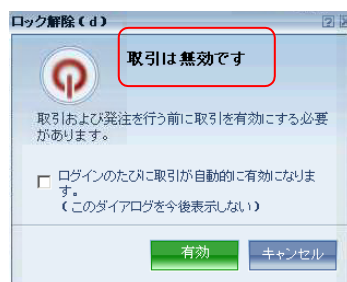 ロック解除(d)
取引は無効です
取引および発注を行う前に取引を有効にする必要
があります。
ログインのたびに取引が自動的に有効になりま
す。
(このダイアログを今後表示しない)
有効
キャンセル